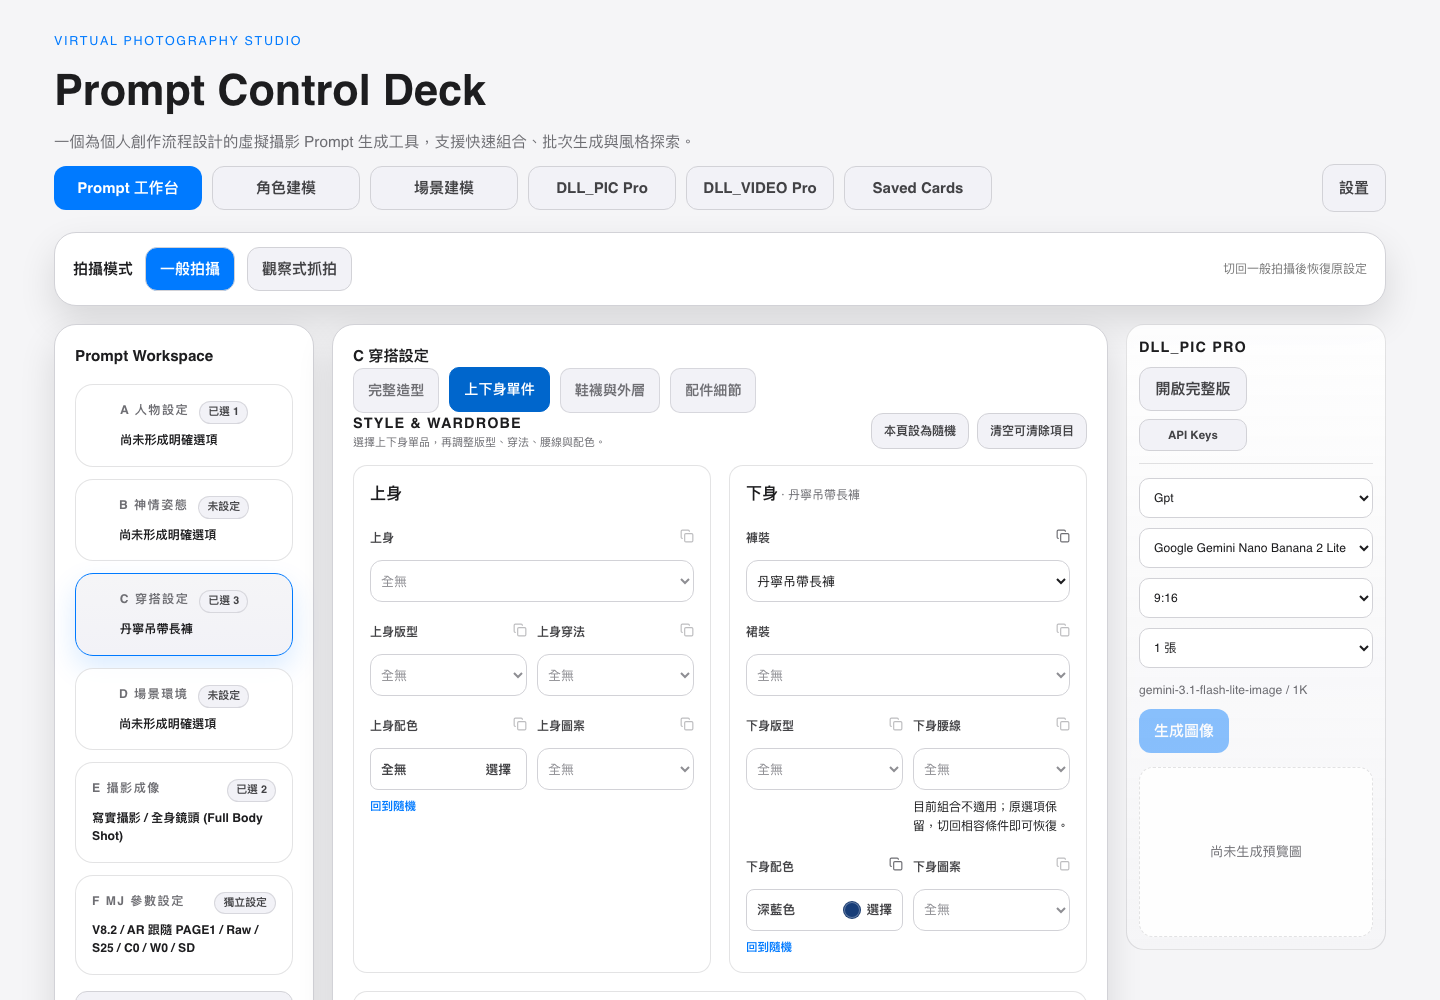 VIRTUAL PHOTOGRAPHY STUDIO
Prompt Control Deck
一個為個人創作流程設計的虛擬攝影 Prompt 生成工具，支援快速組合、批次生成與風格探索。
Prompt 工作台
角色建模
場景建模
DLL_PIC Pro
DLL_VIDEO Pro
Saved Cards
設置
拍攝模式
一般拍攝
觀察式抓拍
切回一般拍攝後恢復原設定
Prompt Workspace
A 人物設定
已選 1
尚未形成明確選項
B 神情姿態
未設定
尚未形成明確選項
C 穿搭設定
已選 3
丹寧吊帶長褲
D 場景環境
未設定
尚未形成明確選項
E 攝影成像
已選 2
寫實攝影 / 全身鏡頭 (Full Body
Shot)
F MJ 參數設定
獨立設定
V8.2 / AR 跟隨 PAGE1 / Raw /
S25 / C0 / W0 / SD
C 穿搭設定
完整造型
上下身單件
鞋襪與外層
配件細節
STYLE & WARDROBE
選擇上下身單品，再調整版型、穿法、腰線與配色。
本頁設為隨機
清空可清除項目
上身
上身
全無
上身版型
上身穿法
全無
全無
上身配色
上身圖案
全無
選擇
全無
回到隨機
下身 · 丹寧吊帶長褲
褲裝
丹寧吊帶長褲
裙裝
全無
下身版型
下身腰線
全無
全無
目前組合不適用；原選項保
留，切回相容條件即可恢復。
下身配色
下身圖案
深藍色
選擇
全無
回到隨機
DLL_PIC PRO
開啟完整版
API Keys
Gpt
Google Gemini Nano Banana 2 Lite
9:16
1 張
gemini-3.1-flash-lite-image / 1K
生成圖像
尚未生成預覽圖